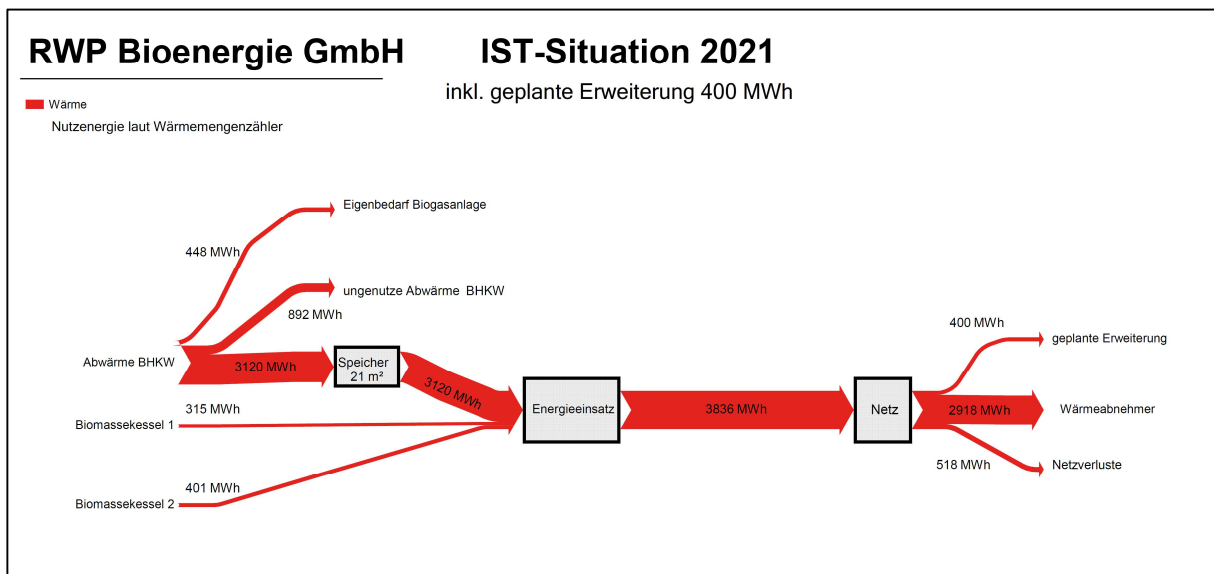 RWP Bioenergie GmbH
IST-Situation 2021
inkl. geplante Erweiterung 400 MWh
Wärme
Nutzenergie laut Wärmemengenzähler
Eigenbedarf Biogasanlage
448 MWh
ungenutze Abwärme BHKW
892 MWh
Abwärme BHKW
3120 MWh
Speicher
21 m²
3120 MWh
315 MWh
Biomassekessel 1
401 MWh
Biomassekessel 2
Energieeinsatz
3836 MWh
Netz
400 MWh
geplante Erweiterung
2918 MWh
Wärmeabnehmer
518 MWh
Netzverluste